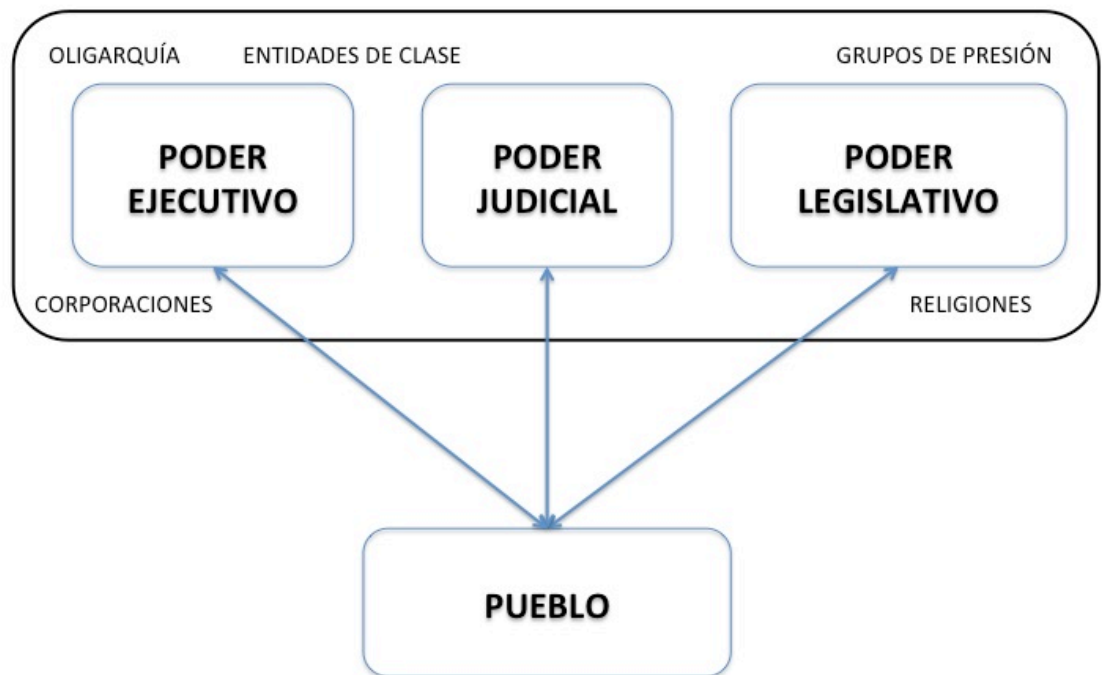 OLIGARQUÍA
ENTIDADES DE CLASE
GRUPOS DE PRESIÓN
PODER
EJECUTIVO
PODER
JUDICIAL
PODER
LEGISLATIVO
CORPORACIONES
RELIGIONES
PUEBLO